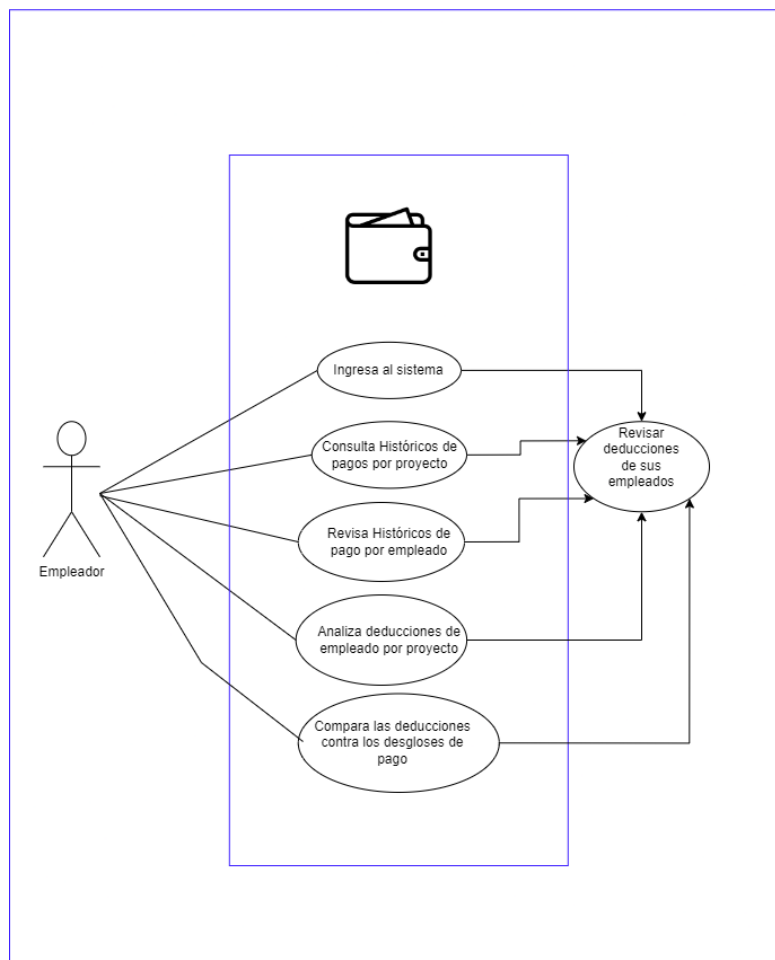 Ingresa al sistema
Consulta Históricos de
pagos por proyecto
Revisar
deducciones
de sus
empleados
Revisa Históricos de
pago por empleado
Empleador
Analiza deducciones de
empleado por proyecto
Compara las deducciones
contra los desgloses de
pago